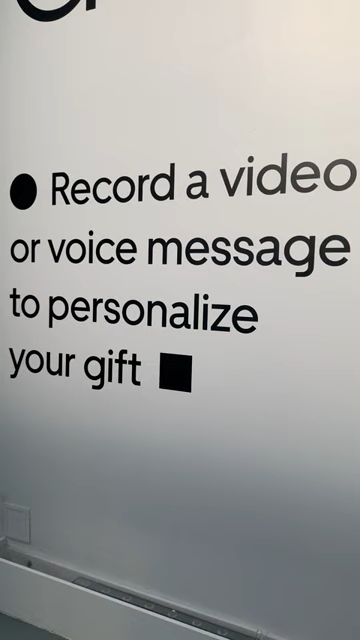 ● Record a video
or voice message
to personalize
your gift ■